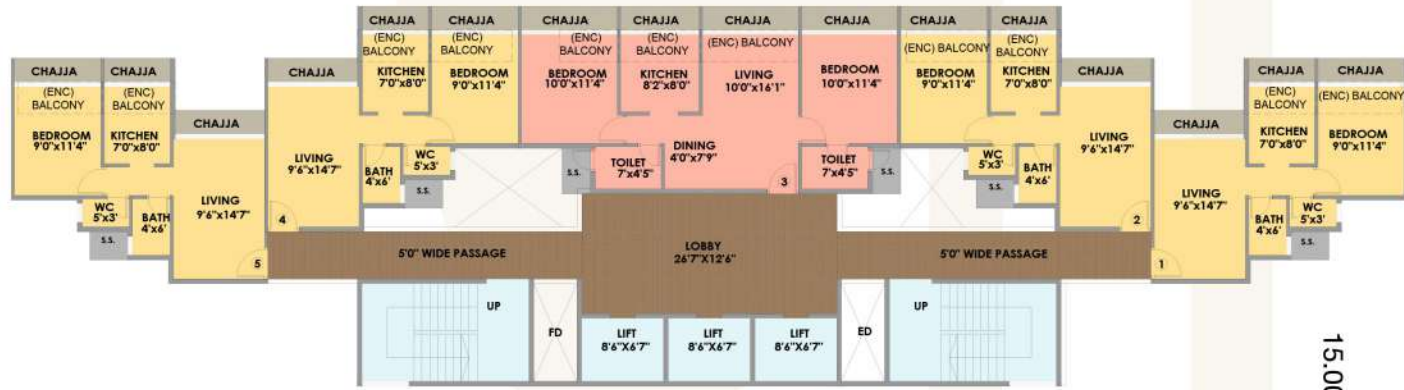 CHAJJA CHAJJA CHAJJA CHAJJA CHAJJA CHAJJA CHAJJA CHAJJA
(ENC) BALCONY
(ENC) BALCONY
(ENC) BALCONY
(ENC) BALCONY
(ENC) BALCONY
(ENC) BALCONY
(ENC) BALCONY
KITCHEN
7'0"x8'0"
BEDROOM
9'0"x11'4"
BEDROOM
10'0"x11'4"
KITCHEN
8'2"x8'0"
LIVING
10'0"x16'1"
BEDROOM
10'0"x11'4"
BEDROOM
9'0"x11'4"
KITCHEN
7'0"x8'0"
CHAJJA CHAJJA CHAJJA
CHAJJA CHAJJA CHAJJA
(ENC) BALCONY
(ENC) BALCONY
(ENC) BALCONY
(ENC) BALCONY
BEDROOM
9'0"x11'4"
KITCHEN
7'0"x8'0"
CHAJJA
CHAJJA
KITCHEN
7'0"x8'0"
BEDROOM
9'0"x11'4"
LIVING
9'6"x14'7"
BATH
4'x6'
WC
5'x3'
S.S.
S.S.
TOILET
7'x4'5"
DINING
4'0"x7'9"
3
TOILET
7'x4'5"
S.S.
WC
5'x3'
S.S.
BATH
4'x6'
LIVING
9'6"x14'7"
WC
5'x3'
S.S.
BATH
4'x6'
LIVING
9'6"x14'7"
4
5
2
1
LIVING
9'6"x14'7"
BATH
4'x6'
WC
5'x3'
S.S.
5'0" WIDE PASSAGE
LOBBY
26'7"X12'6"
5'0" WIDE PASSAGE
UP
FD
LIFT
8'6"X6'7"
LIFT
8'6"X6'7"
LIFT
8'6"X6'7"
ED
UP